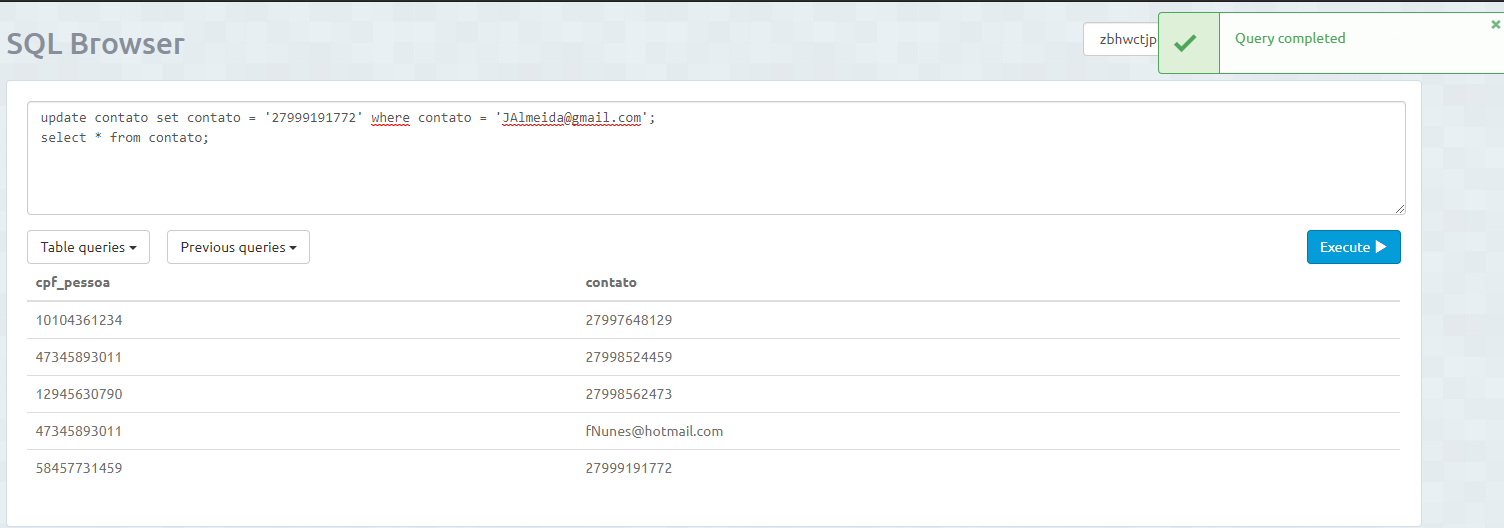 SQL Browser
zbhwctjp
Query completed
update contato set contato = '27999191772' where contato = 'JAlmeida@gmail.com';
select * from contato;
Table queries
Previous queries
Execute
cpf_pessoa contato
10104361234 27997648129
47345893011 27998524459
12945630790 27998562473
47345893011 fNunes@hotmail.com
58457731459 27999191772